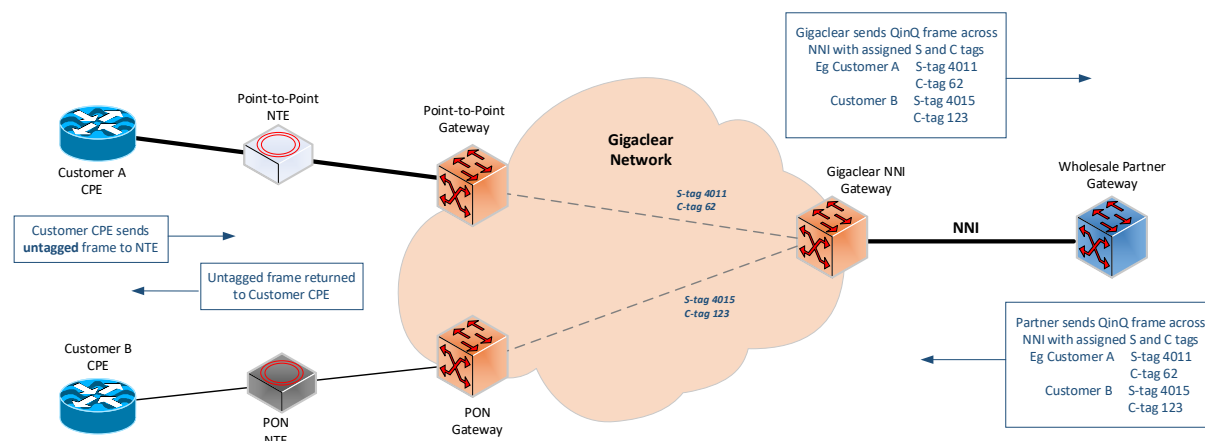 Gigaclear sends QinQ frame across
NNI with assigned S and C tags
Eg Customer A S-tag 4011
C-tag 62
Customer B S-tag 4015
C-tag 123
Point-to-Point
NTE
Point-to-Point
Gateway
Gigaclear
Network
Customer A
CPE
S-tag 4011
C-tag 62
Gigaclear NNI
Gateway
Wholesale Partner
Gateway
NNI
Customer CPE sends
untagged frame to NTE
Untagged frame returned
to Customer CPE
S-tag 4015
C-tag 123
Partner sends QinQ frame across
NNI with assigned S and C tags
Eg Customer A S-tag 4011
C-tag 62
Customer B S-tag 4015
C-tag 123
Customer B
CPE
PON
NTE
PON
Gateway